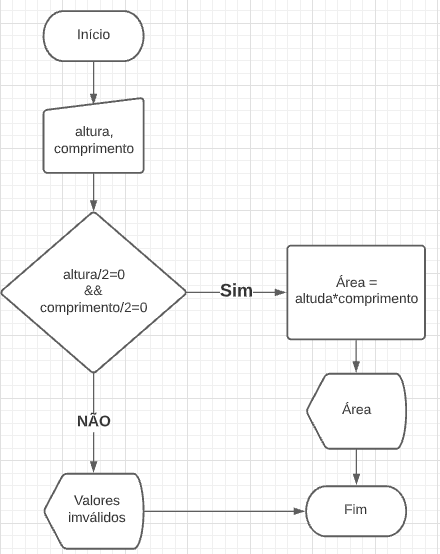 Início
altura,
comprimento
altura/2=0
&&
comprimento/2=0
Sim
Área =
altuda*comprimento
Área
NÃO
Valores
imválidos
Fim